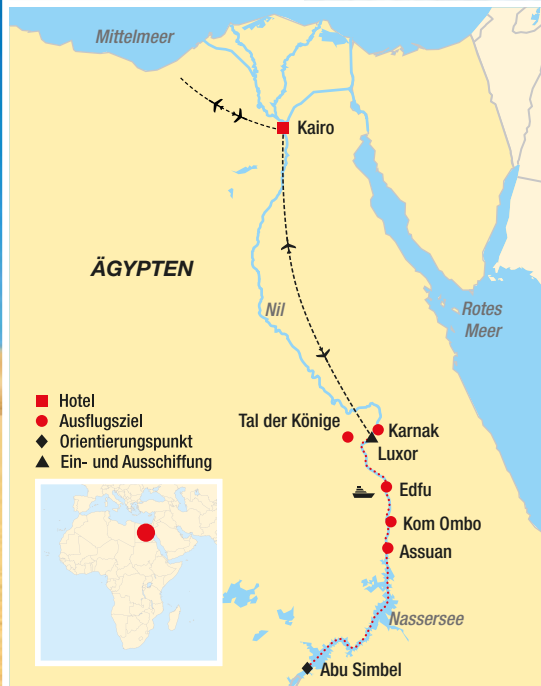 Mittelmeer
Kairo
ÄGYPTEN
Nil
Rotes
Meer
Hotel
Ausflugsziel
Orientierungspunkt
Ein- und Ausschiffung
Tal der Könige
Karnak
Luxor
Edfu
Kom Ombo
Assuan
Nassersee
Abu Simbel